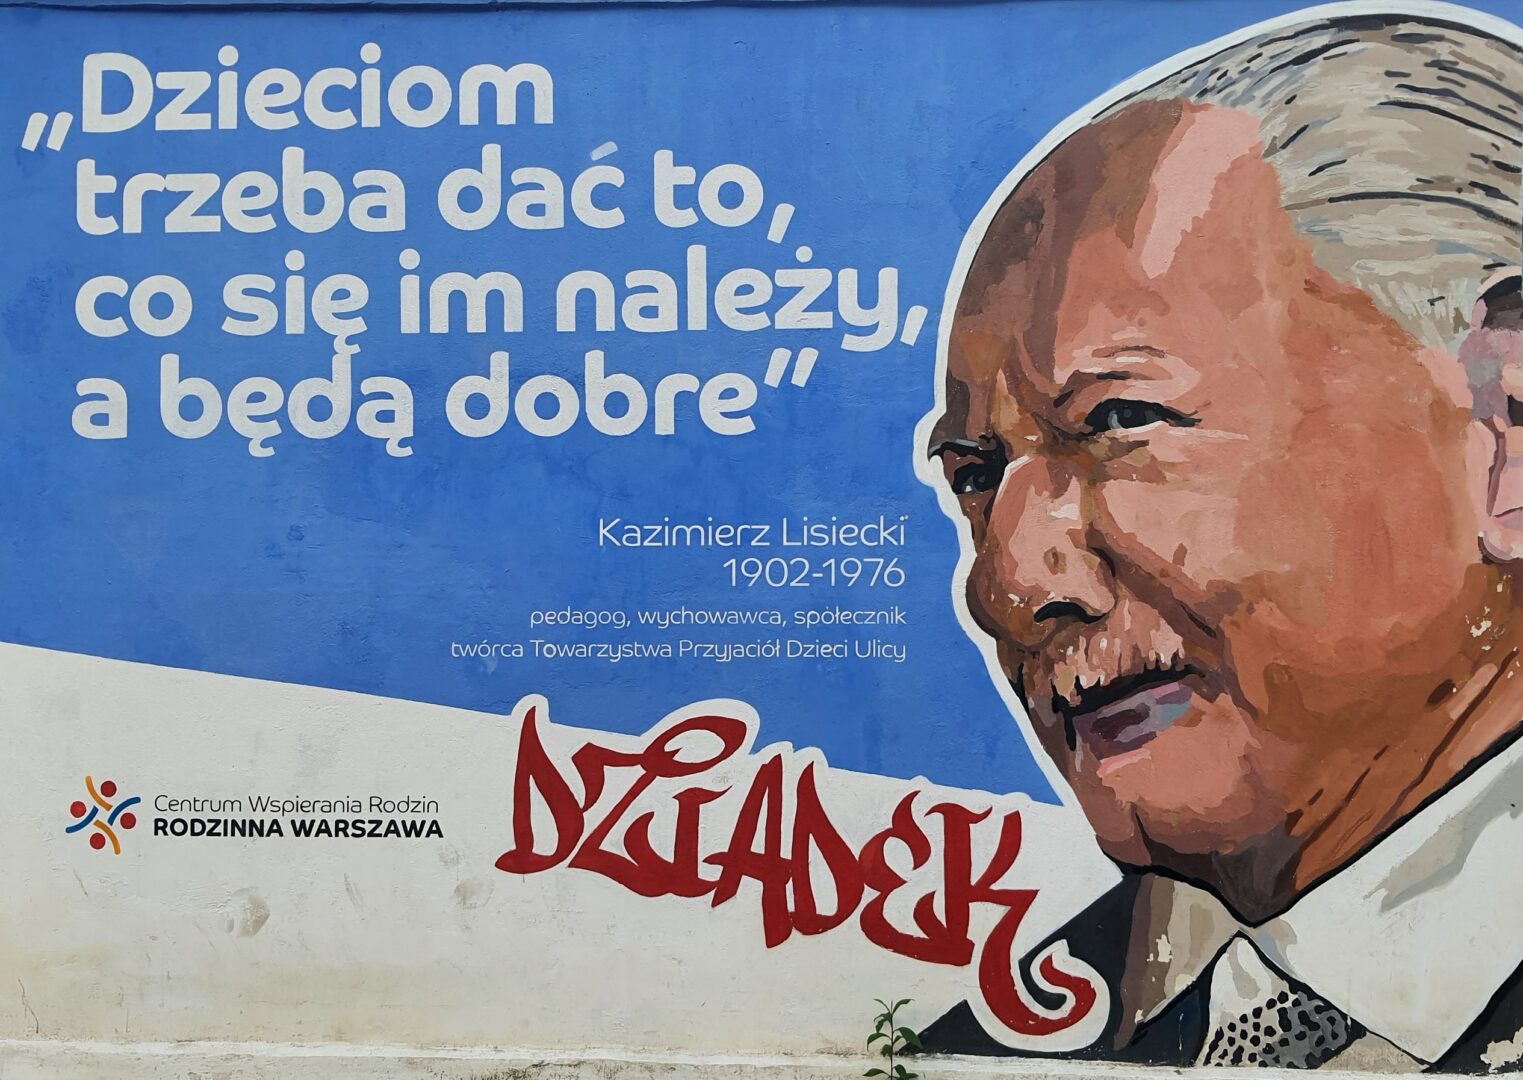 „Dzieciom
trzeba dać to,
co się im należy,
a będą dobre”
Kazimierz Lisiecki
1902-1976
pedagog, wychowawca, społecznik
twórca Towarzystwa Przyjaciół Dzieci Ulicy
DZIADEK
Centrum Wspierania Rodzin
RODZINNA WARSZAWA